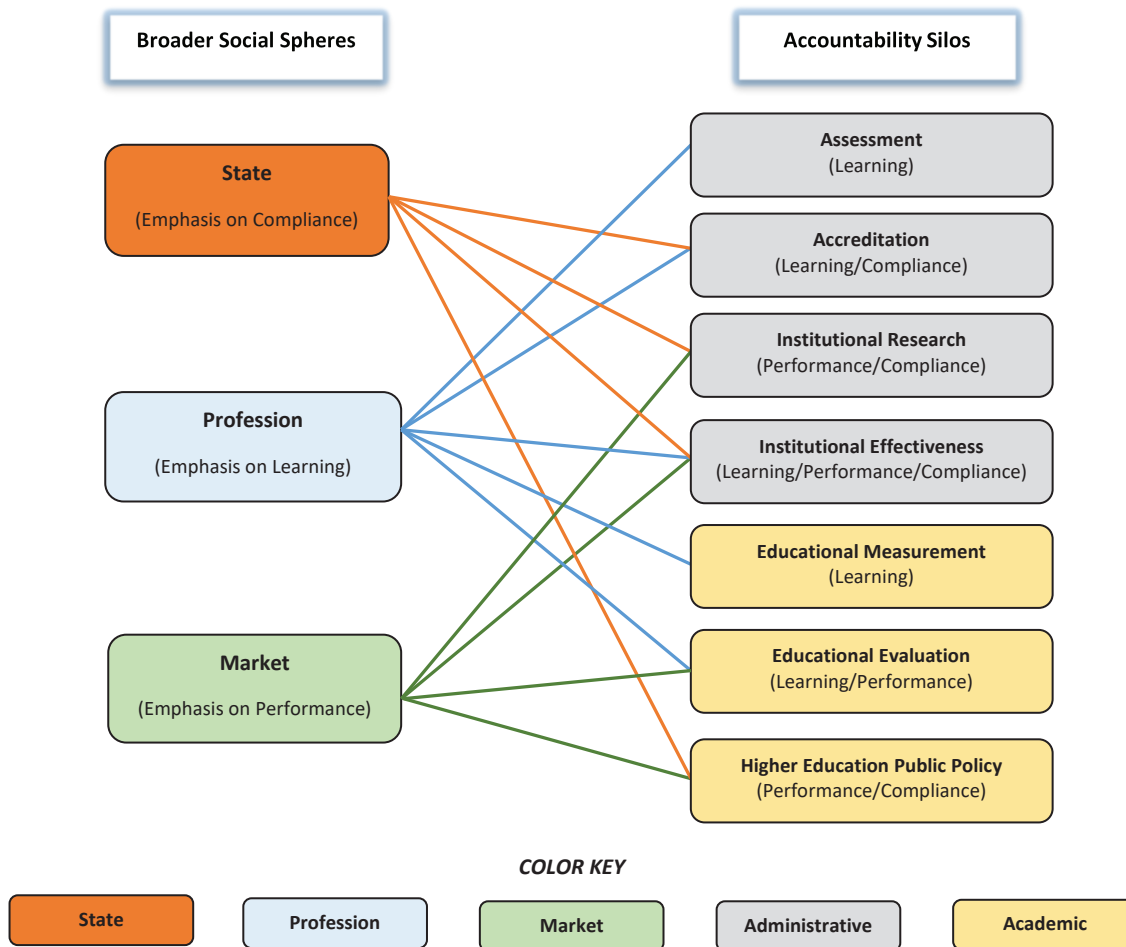 Broader Social Spheres
Accountability Silos
State
(Emphasis on Compliance)
Profession
(Emphasis on Learning)
Market
(Emphasis on Performance)
Assessment
(Learning)
Accreditation
(Learning/Compliance)
Institutional Research
(Performance/Compliance)
Institutional Effectiveness
(Learning/Performance/Compliance)
Educational Measurement
(Learning)
Educational Evaluation
(Learning/Performance)
Higher Education Public Policy
(Performance/Compliance)
COLOR KEY
State
Profession
Market
Administrative
Academic